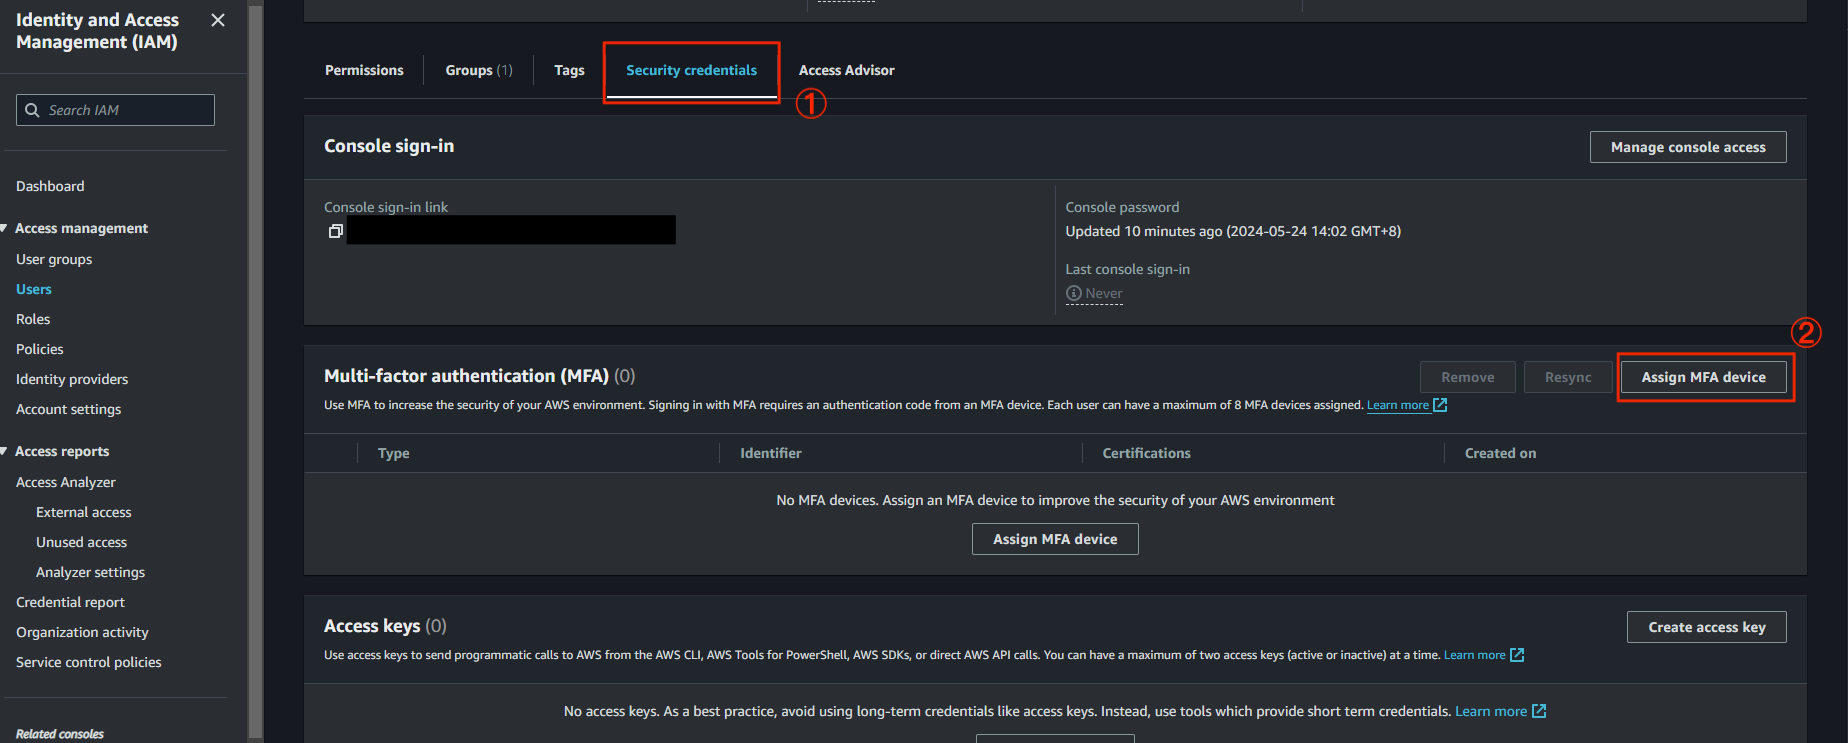 Identity and Access
Management (IAM)
Search IAM
Dashboard
Access management
User groups
Users
Roles
Policies
Identity providers
Account settings
Access reports
Access Analyzer
External access
Unused access
Analyzer settings
Credential report
Organization activity
Service control policies
Related consoles
Permissions
Groups (1)
Tags
Security credentials
Access Advisor
①
Console sign-in
Manage console access
Console sign-in link
Console password
Updated 10 minutes ago (2024-05-24 14:02 GMT+8)
Last console sign-in
Never
②
Multi-factor authentication (MFA) (0)
Remove
Resync
Assign MFA device
Use MFA to increase the security of your AWS environment. Signing in with MFA requires an authentication code from an MFA device. Each user can have a maximum of 8 MFA devices assigned. Learn more
Type
Identifier
Certifications
Created on
No MFA devices. Assign an MFA device to improve the security of your AWS environment
Assign MFA device
Access keys (0)
Create access key
Use access keys to send programmatic calls to AWS from the AWS CLI, AWS Tools for PowerShell, AWS SDKs, or direct AWS API calls. You can have a maximum of two access keys (active or inactive) at a time. Learn more
No access keys. As a best practice, avoid using long-term credentials like access keys. Instead, use tools which provide short term credentials. Learn more